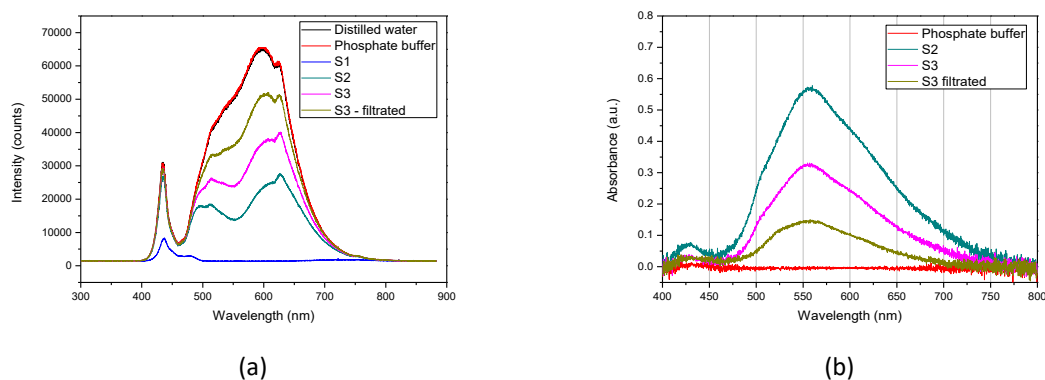 70000
60000
50000
40000
30000
20000
10000
0
300 400 500 600 700 800 900
Intensity (counts)
Wavelength (nm)
Distilled water
Phosphate buffer
S1
S2
S3
S3 - filtrated
(a)
0.8
0.7
0.6
0.5
0.4
0.3
0.2
0.1
0.0
400 450 500 550 600 650 700 750 800
Absorbance (a.u.)
Wavelength (nm)
Phosphate buffer
S2
S3
S3 filtrated
(b)